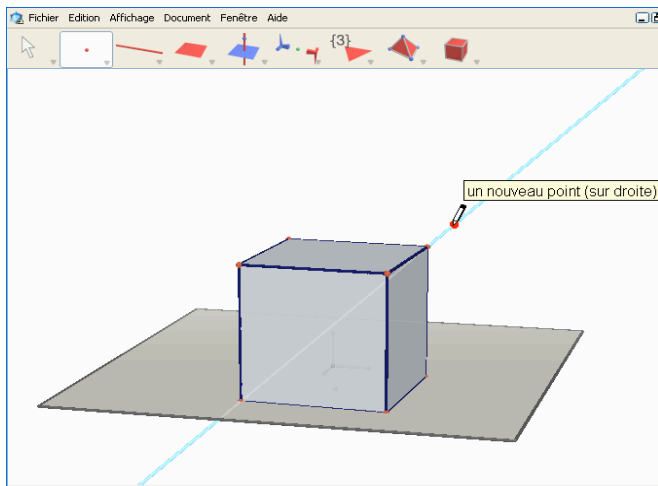 Fichier Edition Affichage Document Fenêtre Aide
{3}
un nouveau point (sur droite)